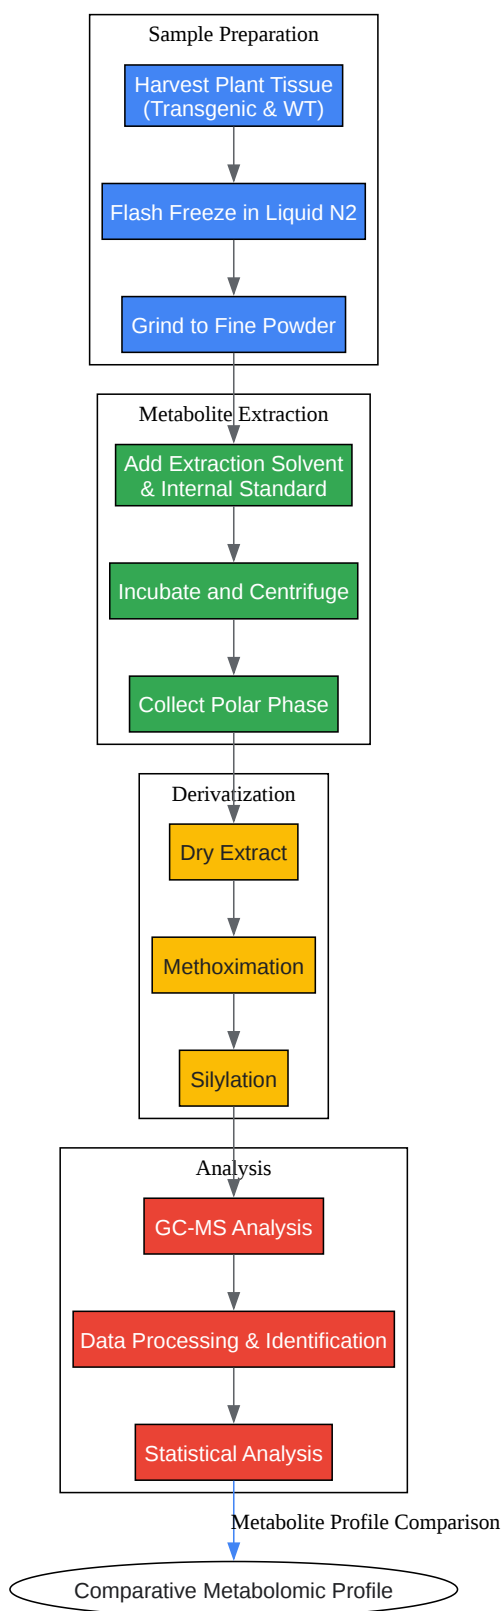 Sample Preparation
Harvest Plant Tissue
(Transgenic & WT)
Flash Freeze in Liquid N2
Grind to Fine Powder
Metabolite Extraction
Add Extraction Solvent
& Internal Standard
Incubate and Centrifuge
Collect Polar Phase
Derivatization
Dry Extract
Methoximation
Silylation
Analysis
GC-MS Analysis
Data Processing & Identification
Statistical Analysis
Metabolite Profile Comparison
Comparative Metabolomic Profile